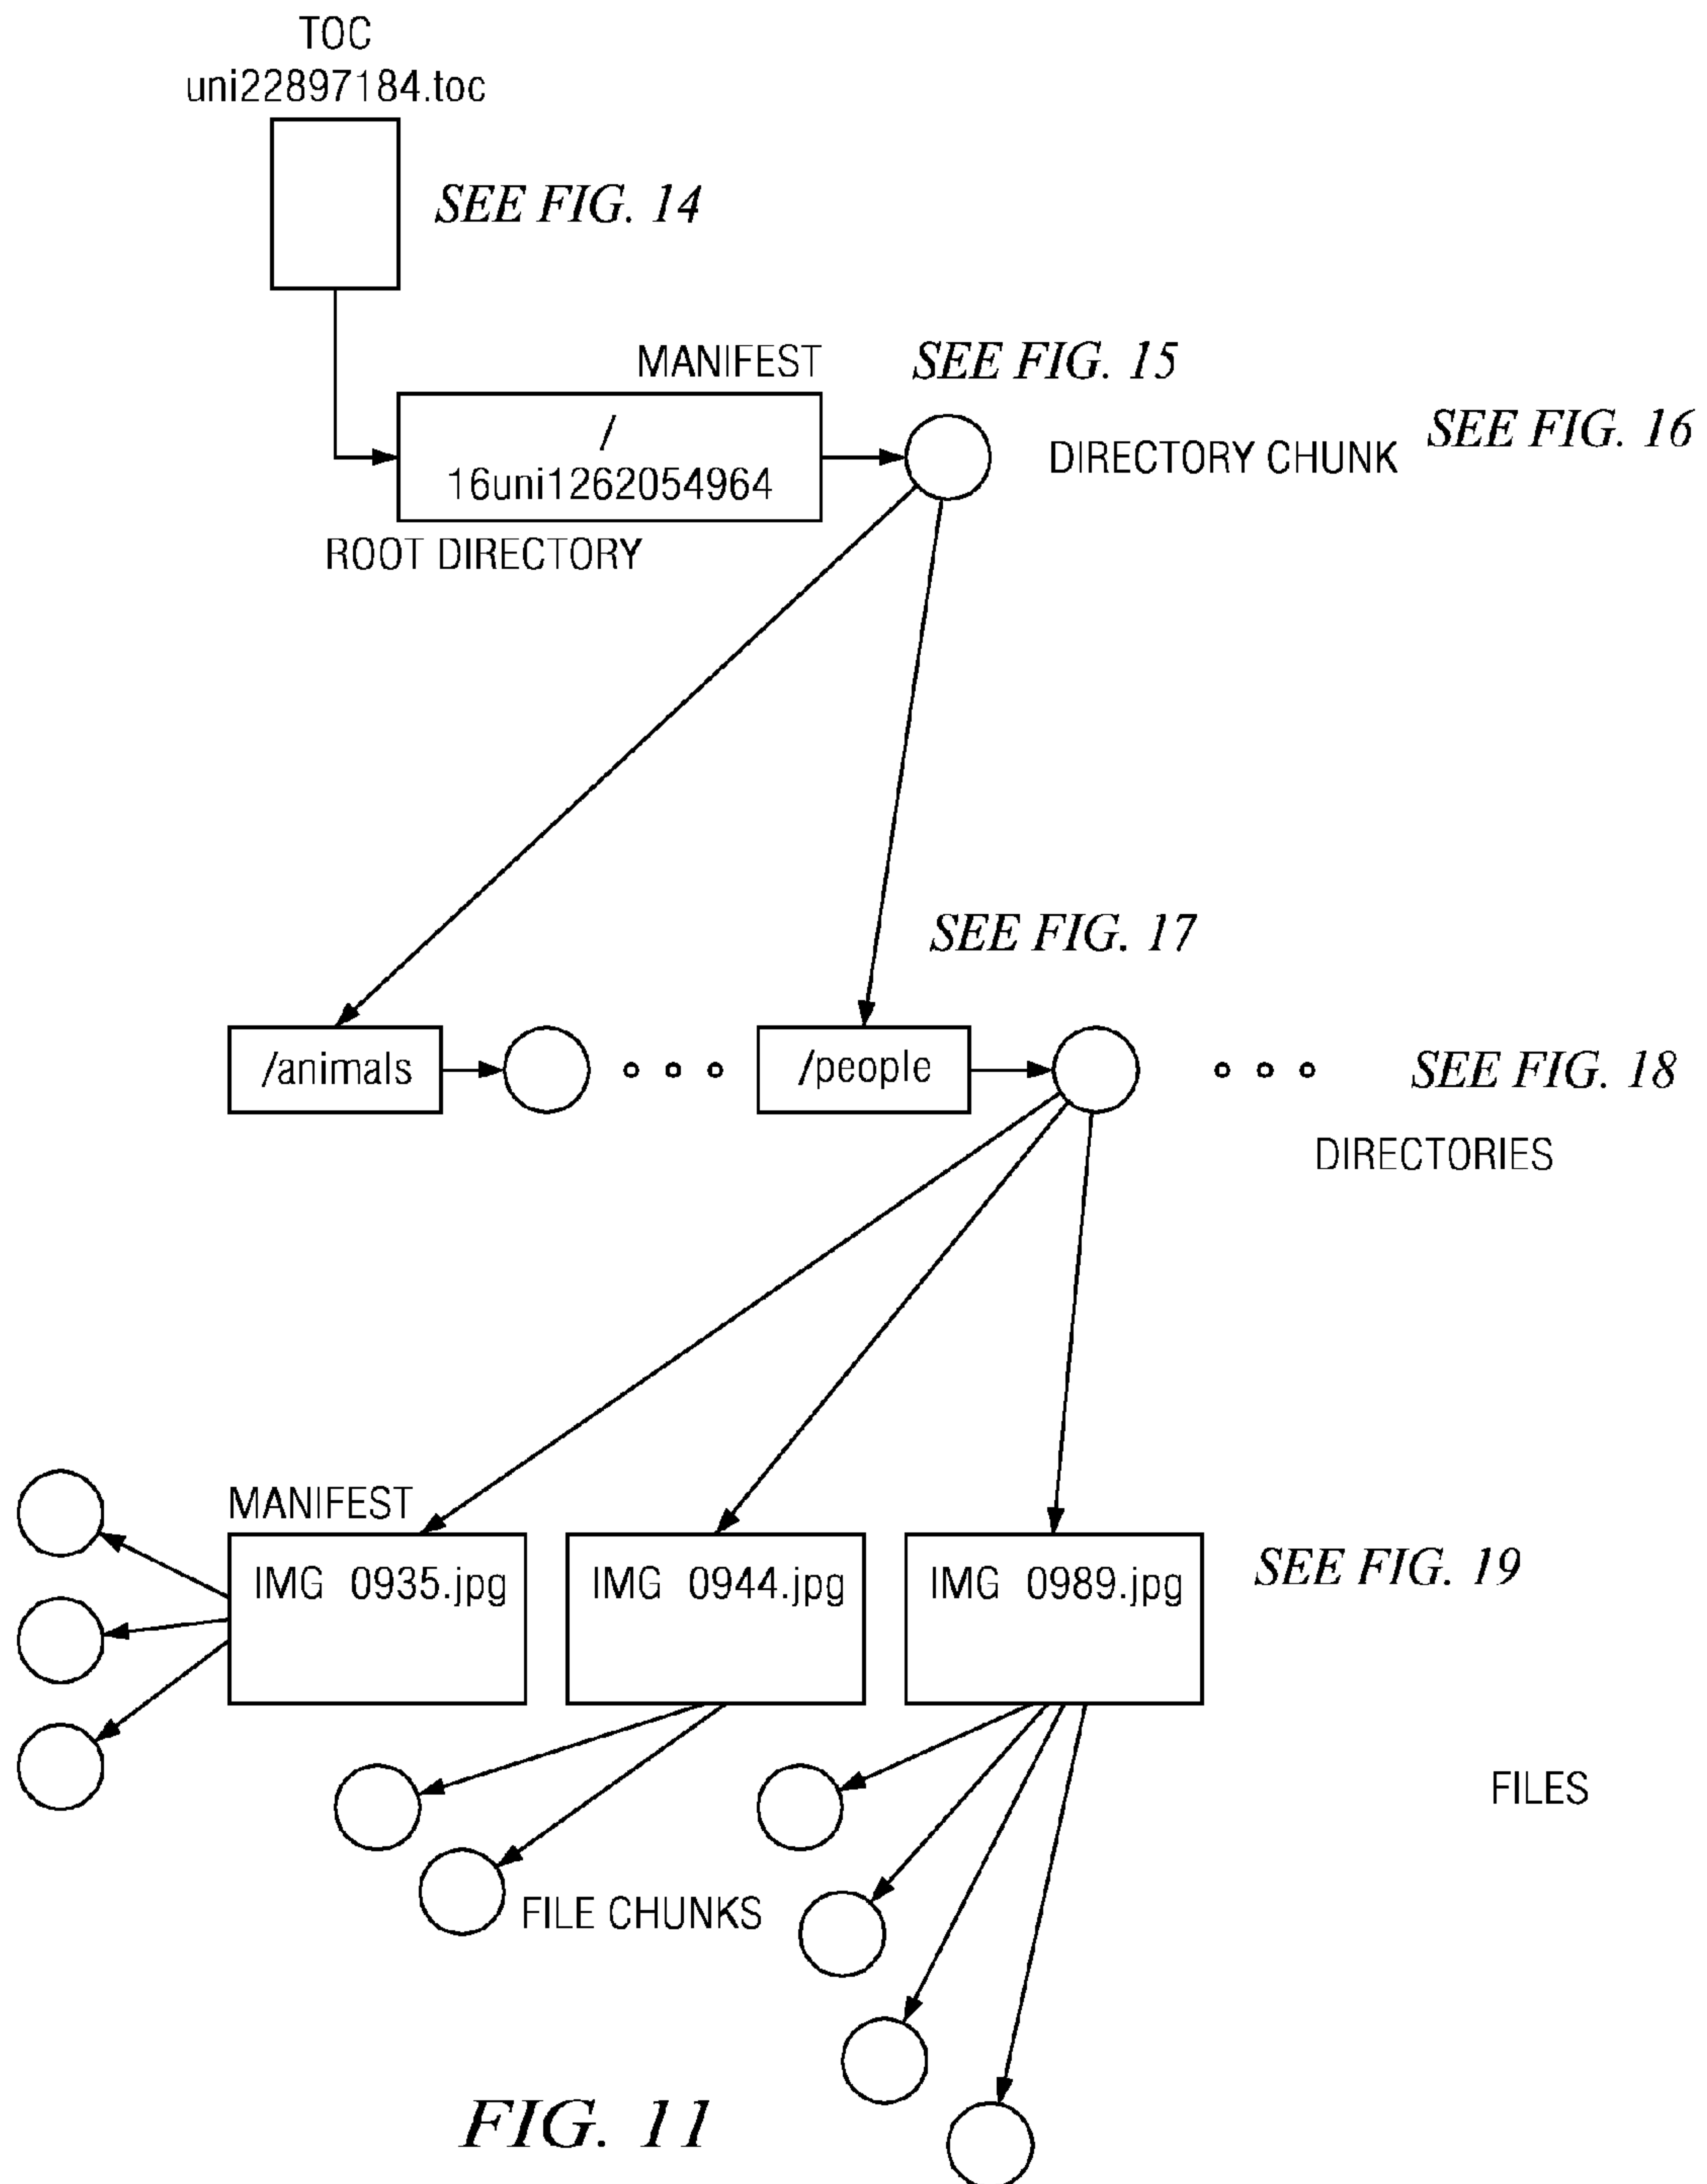 TOC
uni22897184.toc
SEE FIG. 14
MANIFEST
SEE FIG. 15
/
16uni1262054964
DIRECTORY CHUNK
SEE FIG. 16
ROOT DIRECTORY
SEE FIG. 17
/animals
/people
SEE FIG. 18
DIRECTORIES
MANIFEST
IMG 0935.jpg
IMG 0944.jpg
IMG 0989.jpg
SEE FIG. 19
FILES
FILE CHUNKS
FIG. 11